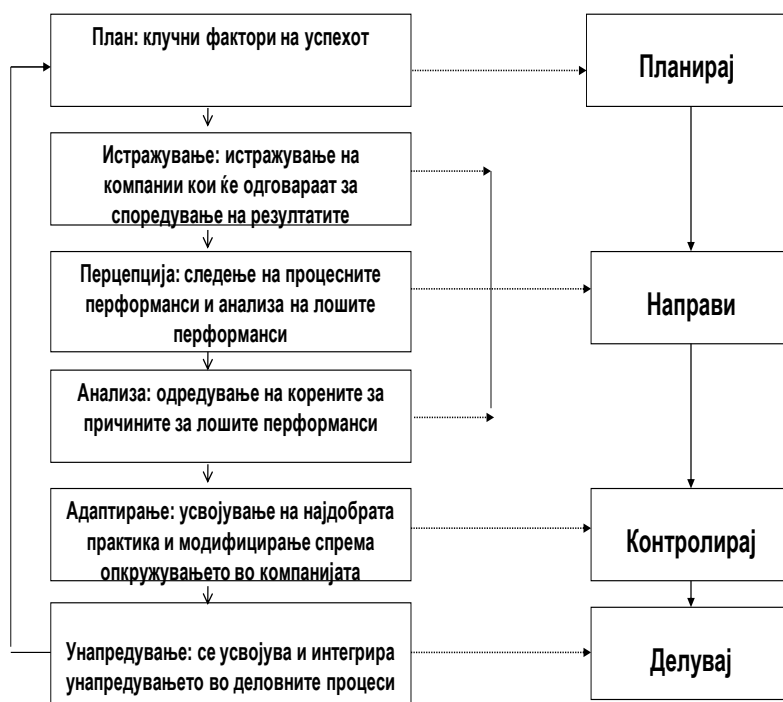 План: клучни фактори на успехот
Планирај
Истражување: истражување на
компании кои ќе одговараат за
споредување на резултатите
Перцепција: следење на процесните
перформанси и анализа на лошите
перформанси
Направи
Анализа: одредување на корените за
причините за лошите перформанси
Адаптирање: усвојување на најдобрата
практика и модифицирање спрема
опкружувањето во компанијата
Контролирај
Унапредување: се усвојува и интегрира
унапредувањето во деловните процеси
Делувај